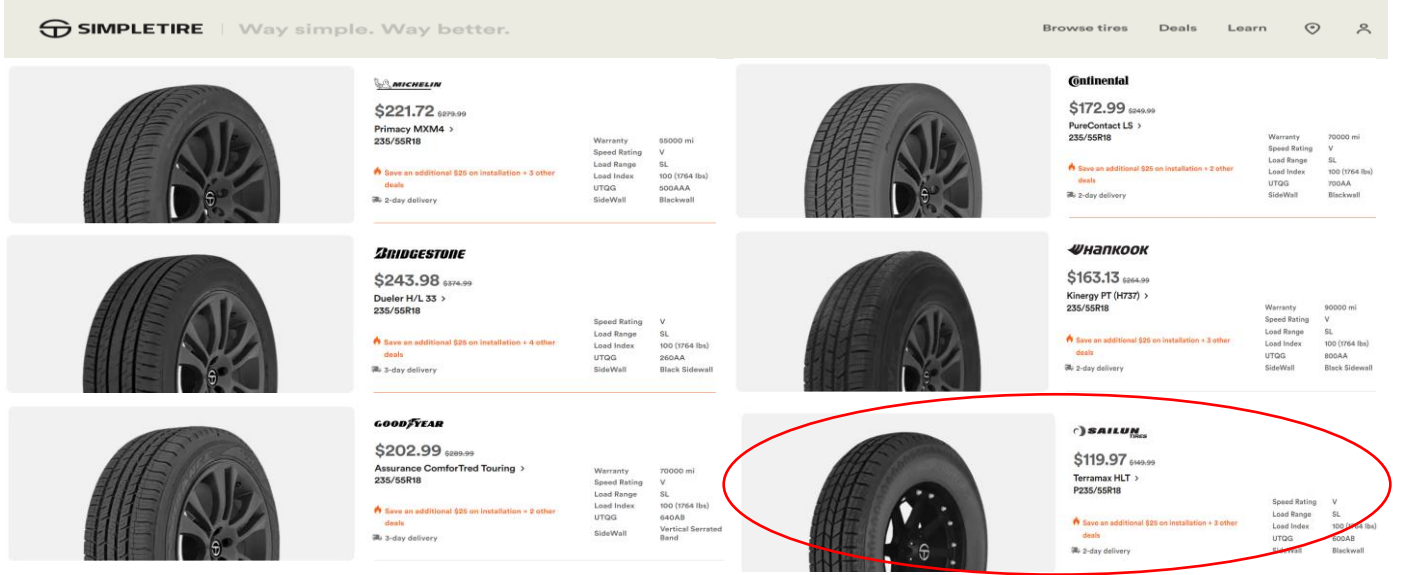 SIMPLETIRE | Way simple. Way better.
Browse tires Deals Learn
MICHELIN
$221.72 $279.99
Primacy MXM4 >
235/55R18
Save an additional $25 on installation + 3 other
deals
2-day delivery
Warranty 55000 mi
Speed Rating V
Load Range SL
Load Index 100 (1764 lbs)
UTQG 500AAA
SideWall Blackwall
Continental
$172.99 $249.99
PureContact LS >
235/55R18
Save an additional $25 on installation + 2 other
deals
2-day delivery
Warranty 70000 mi
Speed Rating V
Load Range SL
Load Index 100 (1764 lbs)
UTQG 700AA
SideWall Blackwall
BRIDGESTONE
$243.98 $374.99
Dueler H/L 33 >
235/55R18
Save an additional $25 on installation + 4 other
deals
3-day delivery
Speed Rating V
Load Range SL
Load Index 100 (1764 lbs)
UTQG 260AA
SideWall Black Sidewall
HANKOOK
$163.13 $264.99
Kinergy PT (H737) >
235/55R18
Save an additional $25 on installation + 3 other
deals
2-day delivery
Warranty 90000 mi
Speed Rating V
Load Range SL
Load Index 100 (1764 lbs)
UTQG 800AA
SideWall Black Sidewall
GOODYEAR
$202.99 $289.99
Assurance ComforTred Touring >
235/55R18
Save an additional $25 on installation + 2 other
deals
3-day delivery
Warranty 70000 mi
Speed Rating V
Load Range SL
Load Index 100 (1764 lbs)
UTQG 640AB
SideWall Vertical Serrated
Band
SAILUN
TIRES
$119.97 $149.99
Terramax HLT >
P235/55R18
Save an additional $25 on installation + 3 other
deals
2-day delivery
Speed Rating V
Load Range SL
Load Index 100 (1764 lbs)
UTQG 600AB
SideWall Blackwall